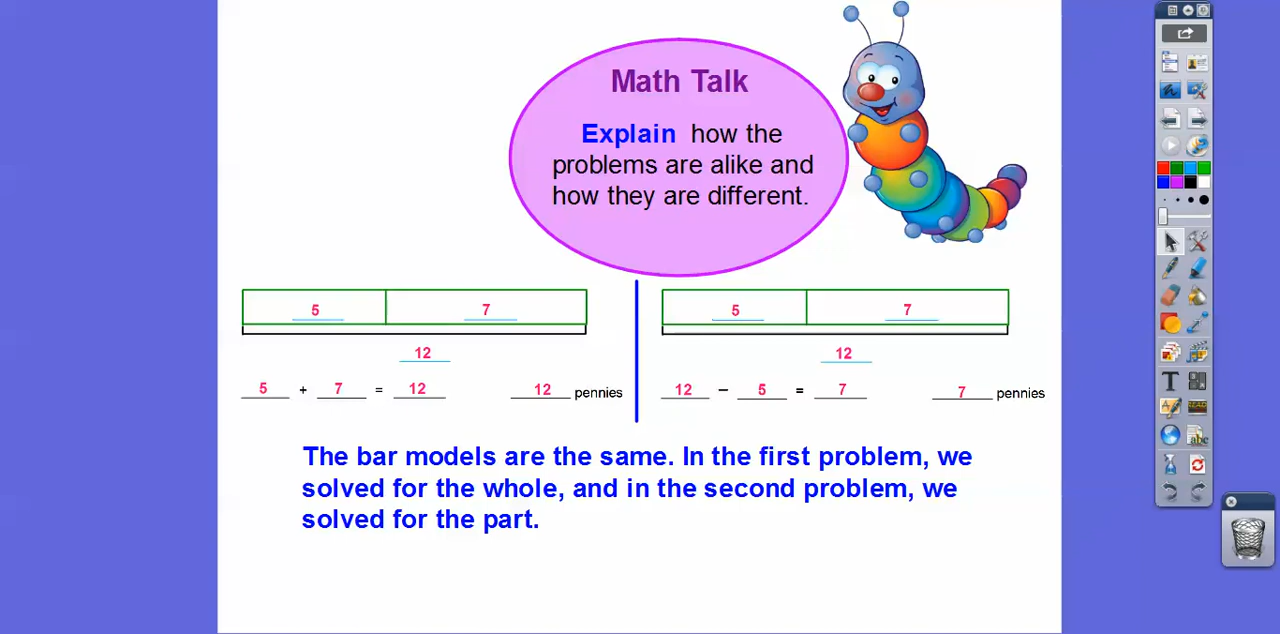 Math Talk
Explain how the
problems are alike and
how they are different.
5 7
12
5 + 7 = 12 12 pennies
5 7
12
12 – 5 = 7 7 pennies
The bar models are the same. In the first problem, we
solved for the whole, and in the second problem, we
solved for the part.